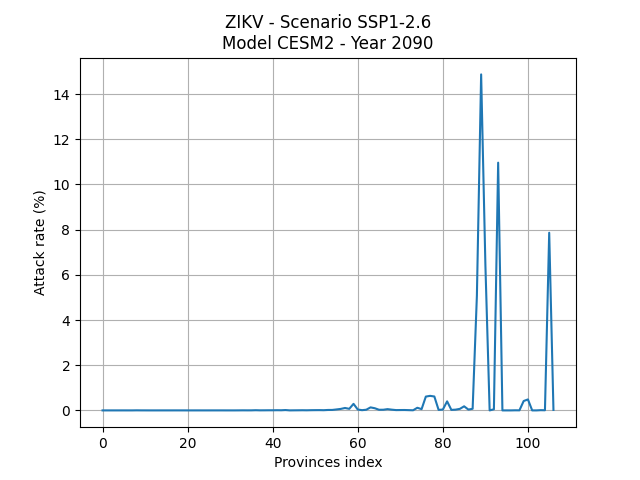 ZIKV - Scenario SSP1-2.6
Model CESM2 - Year 2090
Attack rate (%)
14
12
10
8
6
4
2
0
0 20 40 60 80 100
Provinces index